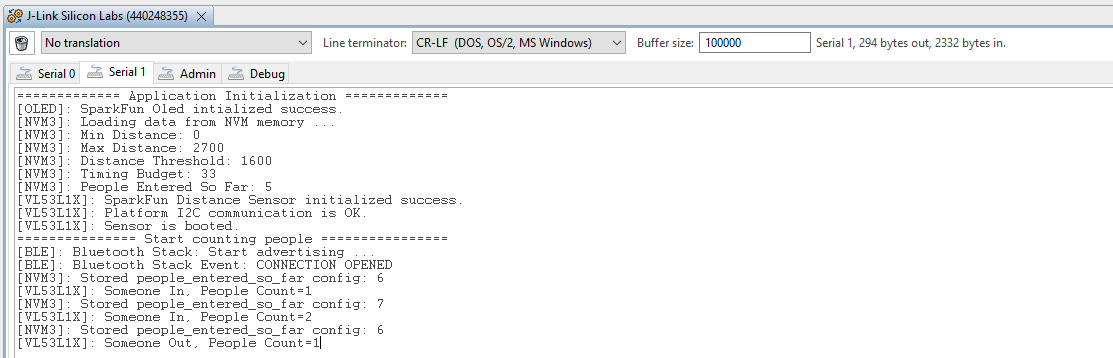 J-Link Silicon Labs (440248355)
No translation Line terminator: CR-LF (DOS, OS/2, MS Windows) Buffer size: 100000 Serial 1, 294 bytes out, 2332 bytes in.
Serial 0 Serial 1 Admin Debug
============= Application Initialization =============
[OLED]: SparkFun Oled intialized success.
[NVM3]: Loading data from NVM memory ...
[NVM3]: Min Distance: 0
[NVM3]: Max Distance: 2700
[NVM3]: Distance Threshold: 1600
[NVM3]: Timing Budget: 33
[NVM3]: People Entered So Far: 5
[VL53L1X]: SparkFun Distance Sensor initialized success.
[VL53L1X]: Platform I2C communication is OK.
[VL53L1X]: Sensor is booted.
=============== Start counting people ================
[BLE]: Bluetooth Stack: Start advertising ...
[BLE]: Bluetooth Stack Event: CONNECTION OPENED
[NVM3]: Stored people_entered_so_far config: 6
[VL53L1X]: Someone In, People Count=1
[NVM3]: Stored people_entered_so_far config: 7
[VL53L1X]: Someone In, People Count=2
[NVM3]: Stored people_entered_so_far config: 6
[VL53L1X]: Someone Out, People Count=1